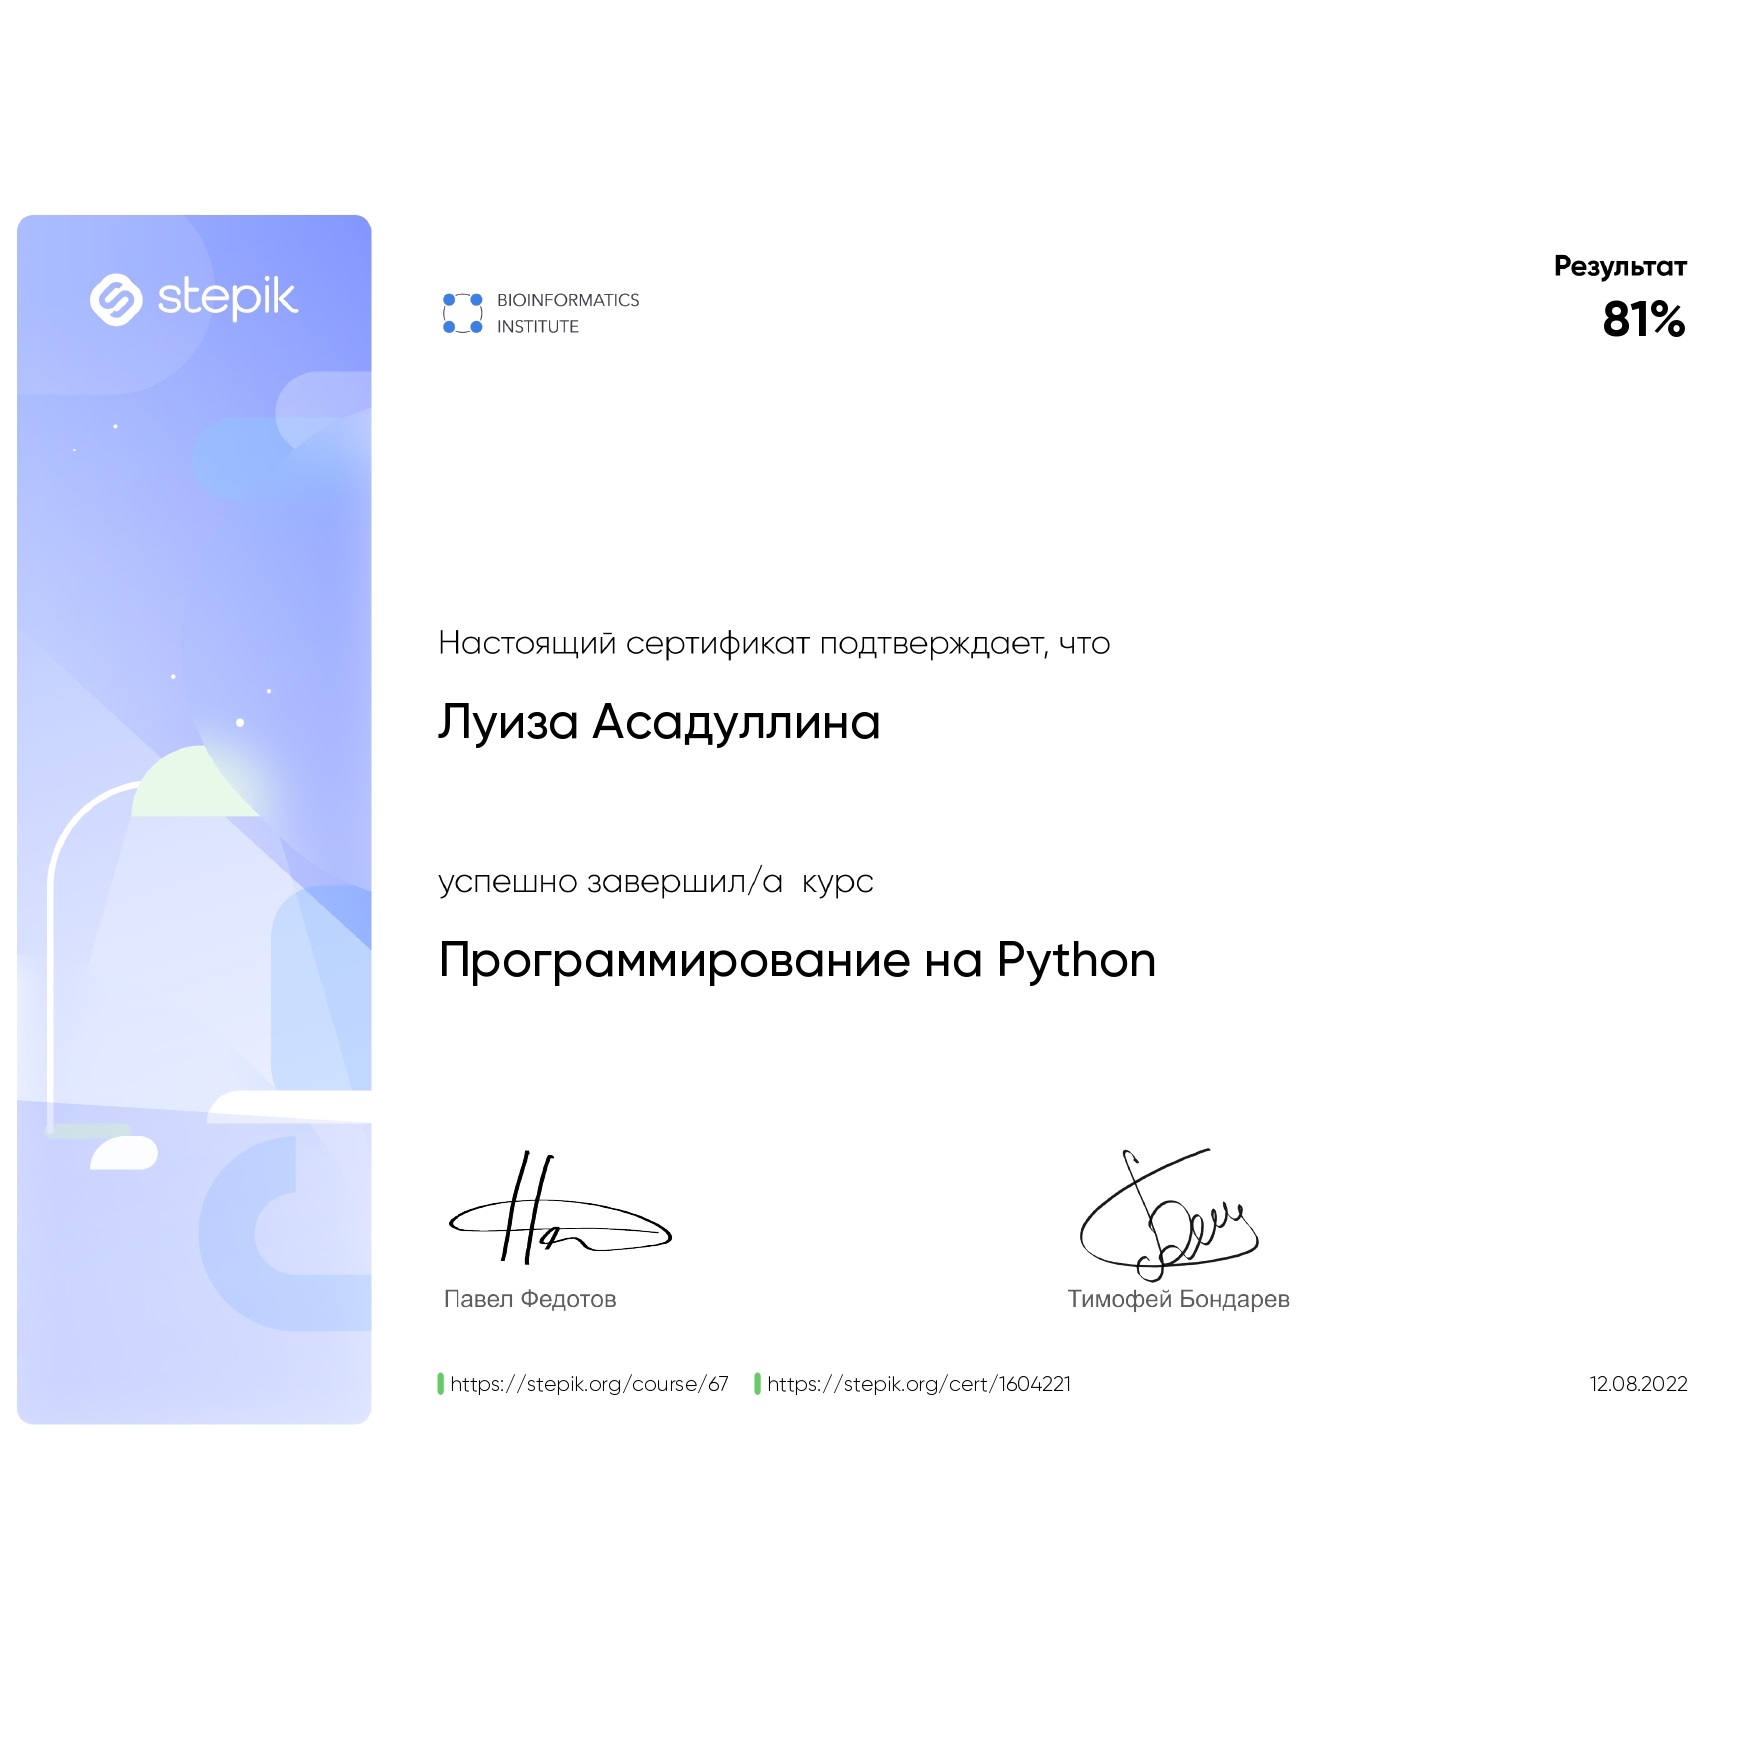 stepik
BIOINFORMATICS
INSTITUTE
Результат
81%
Настоящий сертификат подтверждает, что
Луиза Асадуллина
успешно завершил/а  курс
Программирование на Python
Павел Федотов
Тимофей Бондарев
https://stepik.org/course/67
https://stepik.org/cert/1604221
12.08.2022